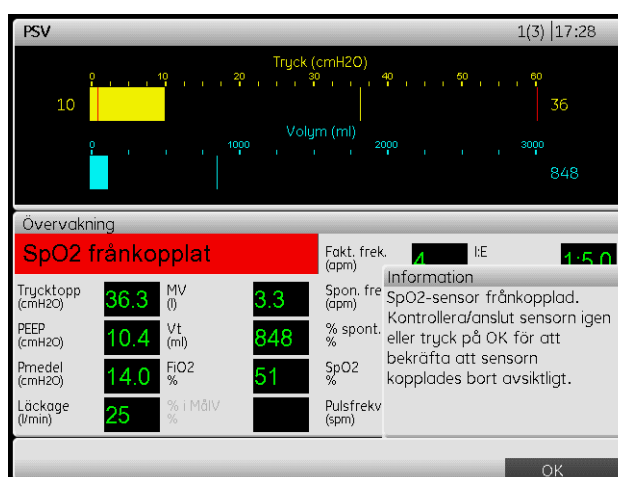 PSV 1(3) 17:28
Tryck (cmH2O)
0 10 20 30 40 50 60
10 36
Volym (ml)
0 1000 2000 3000
848
Övervakning
SpO2 frånkopplat
Fakt. frek. (apm) 4 I:E 1:5.0
Trycktopp (cmH2O) 36.3 MV (l) 3.3 Spon. fre (apm)
PEEP (cmH2O) 10.4 Vt (ml) 848 % spont. %
Pmedel (cmH2O) 14.0 FiO2 % 51 SpO2 %
Läckage (l/min) 25 % i MålV % Pulsfrekv (spm)
Information
SpO2-sensor frånkopplad.
Kontrollera/anslut sensorn igen
eller tryck på OK för att
bekräfta att sensorn
kopplades bort avsiktligt.
OK